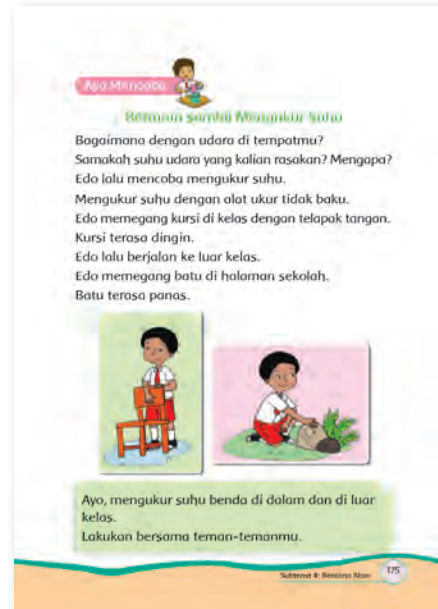 Ayo Mencoba
Bermain sambil Mengukur Suhu
Bagaimana dengan udara di tempatmu?
Samakah suhu udara yang kalian rasakan? Mengapa?
Edo lalu mencoba mengukur suhu.
Mengukur suhu dengan alat ukur tidak baku.
Edo memegang kursi di kelas dengan telapak tangan.
Kursi terasa dingin.
Edo lalu berjalan ke luar kelas.
Edo memegang batu di halaman sekolah.
Batu terasa panas.
Ayo, mengukur suhu benda di dalam dan di luar
kelas.
Lakukan bersama teman-temanmu.
Subtema 4: Bencana Alam
175